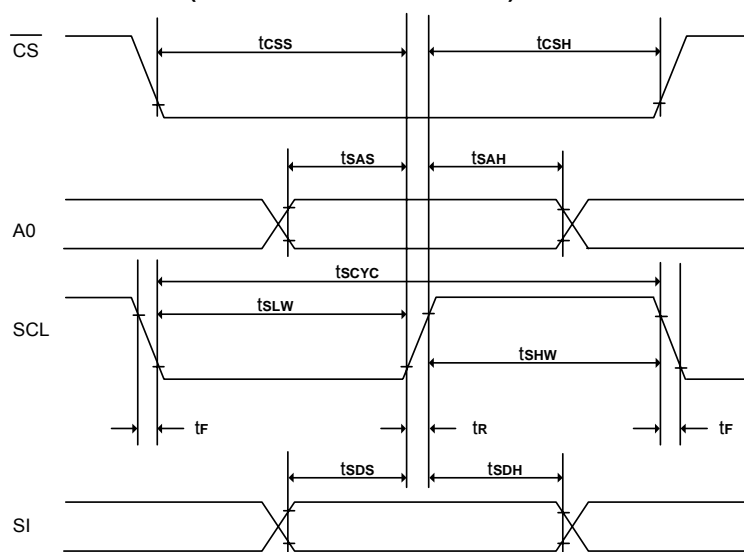 CS
tCSS
tCSH
tSAS
tSAH
A0
tSCYC
tSLW
SCL
tSHW
tF
tR
tF
tSDS
tSDH
SI